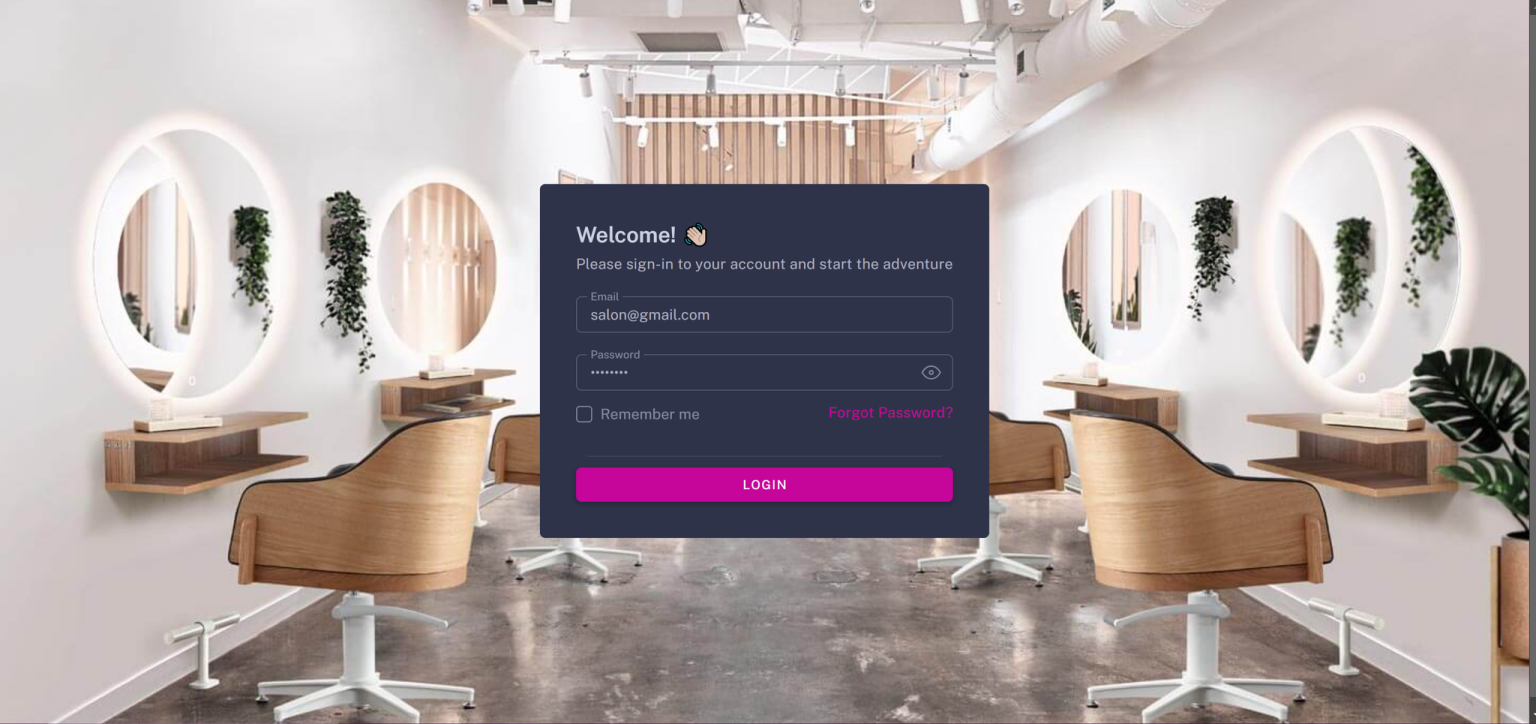 Welcome! 👋🏻
Please sign-in to your account and start the adventure
Email
salon@gmail.com
Password
••••••••
Remember me
Forgot Password?
LOGIN